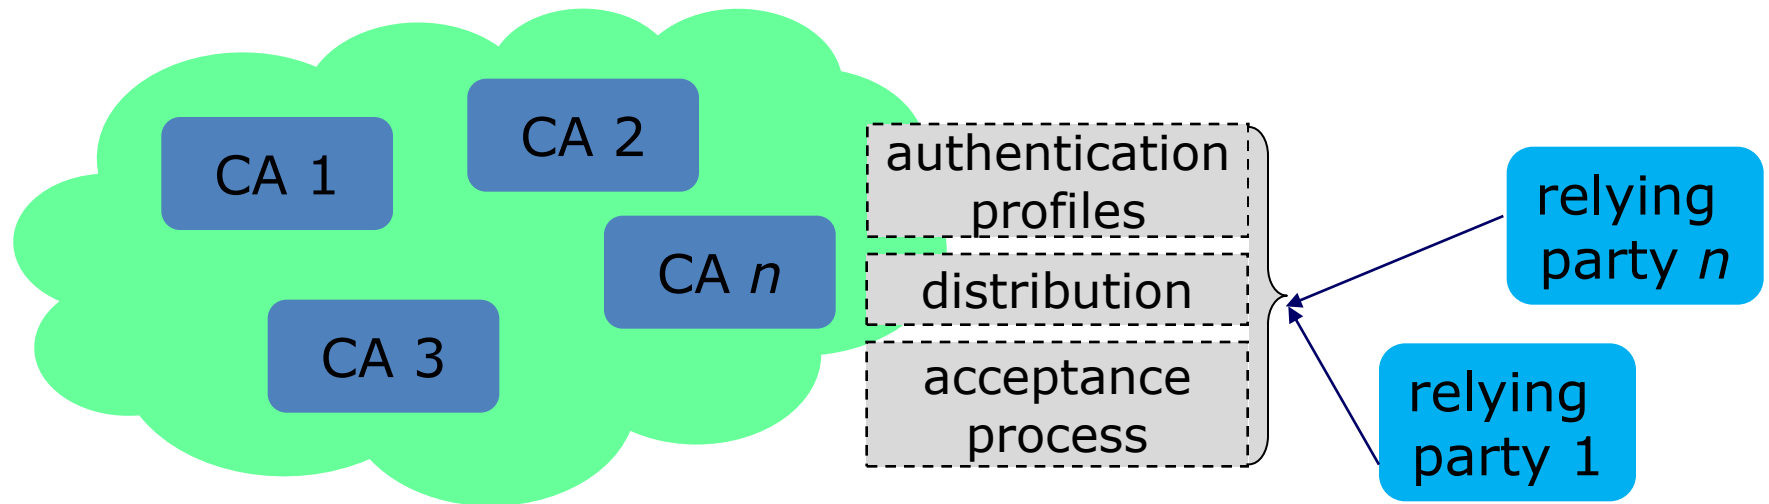 CA 1
CA 2
CA n
CA 3
authentication
profiles
distribution
acceptance
process
relying
party n
relying
party 1